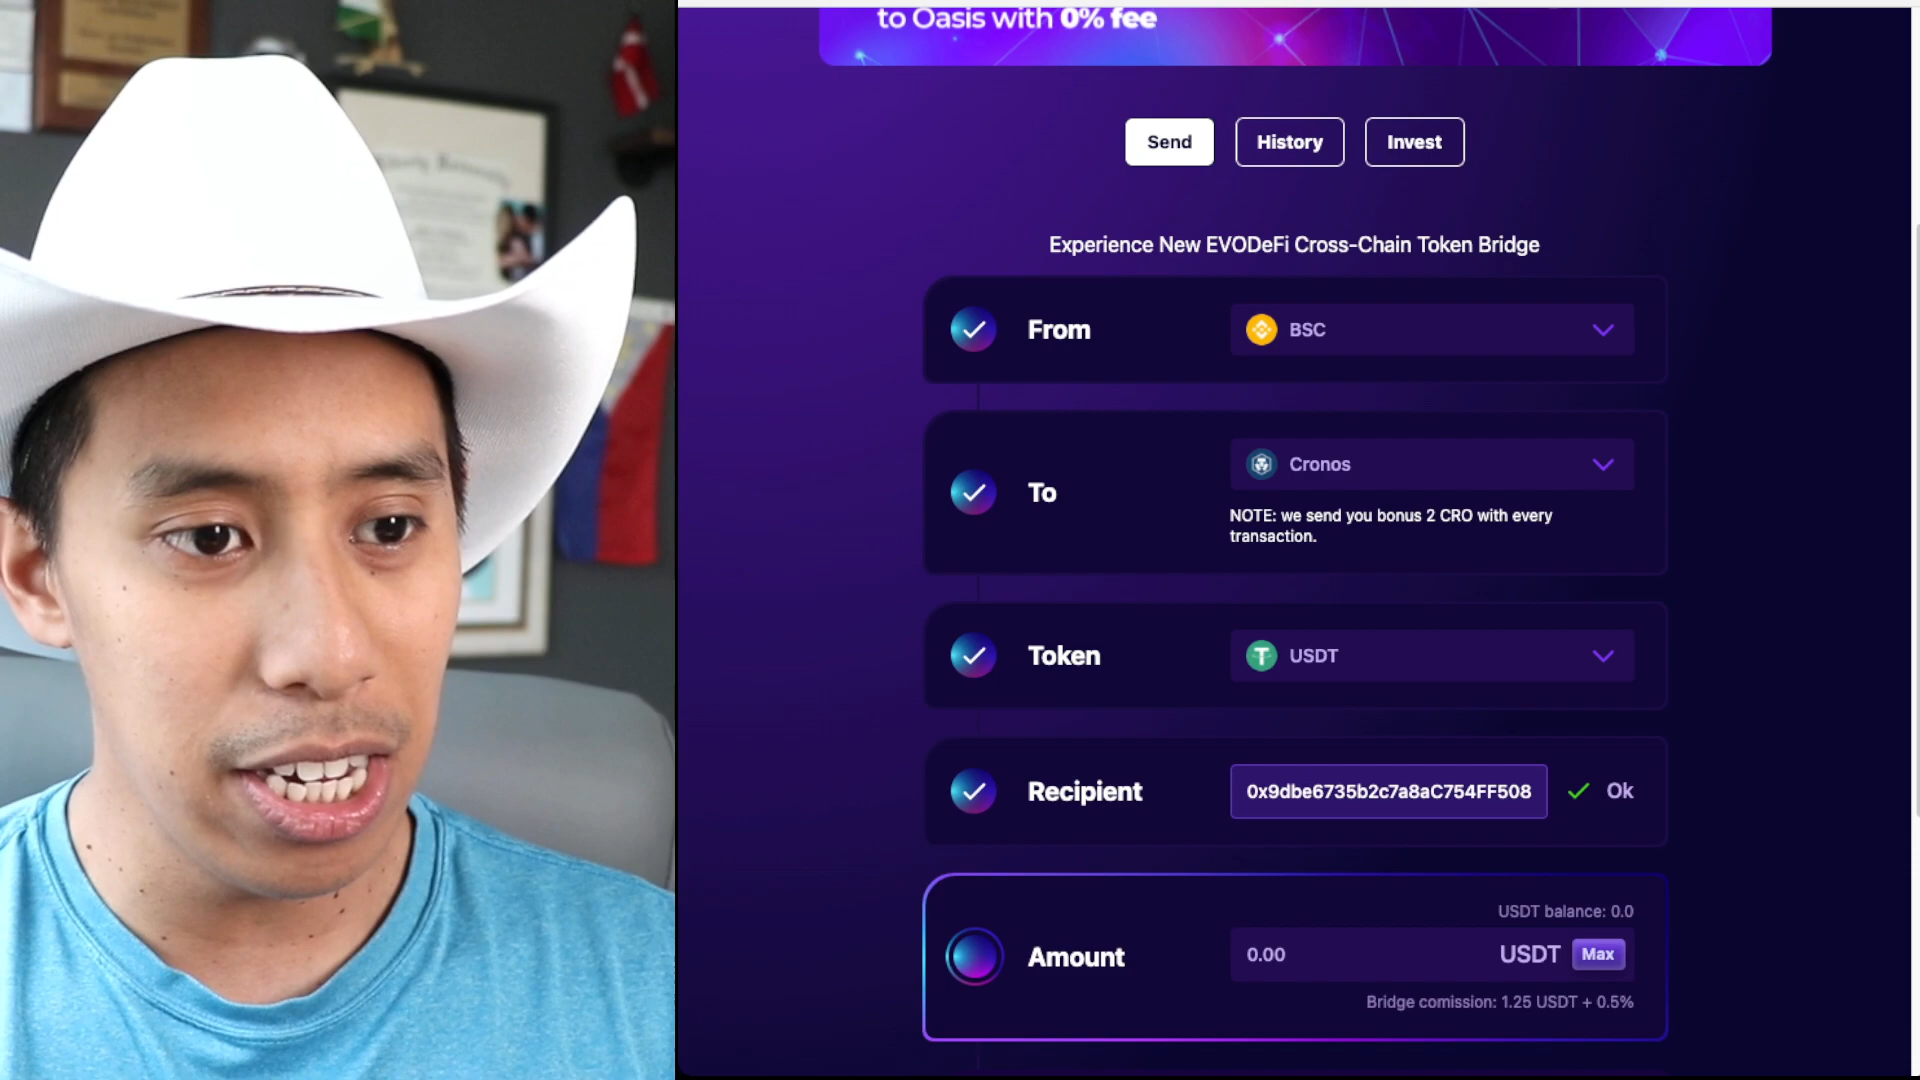 to Oasis with 0% fee
Send
History
Invest
Experience New EVODeFi Cross-Chain Token Bridge
From
BSC
To
Cronos
NOTE: we send you bonus 2 CRO with every
transaction.
Token
USDT
Recipient
0x9dbe6735b2c7a8aC754FF508
Ok
USDT balance: 0.0
Amount
0.00
USDT
Max
Bridge comission: 1.25 USDT + 0.5%